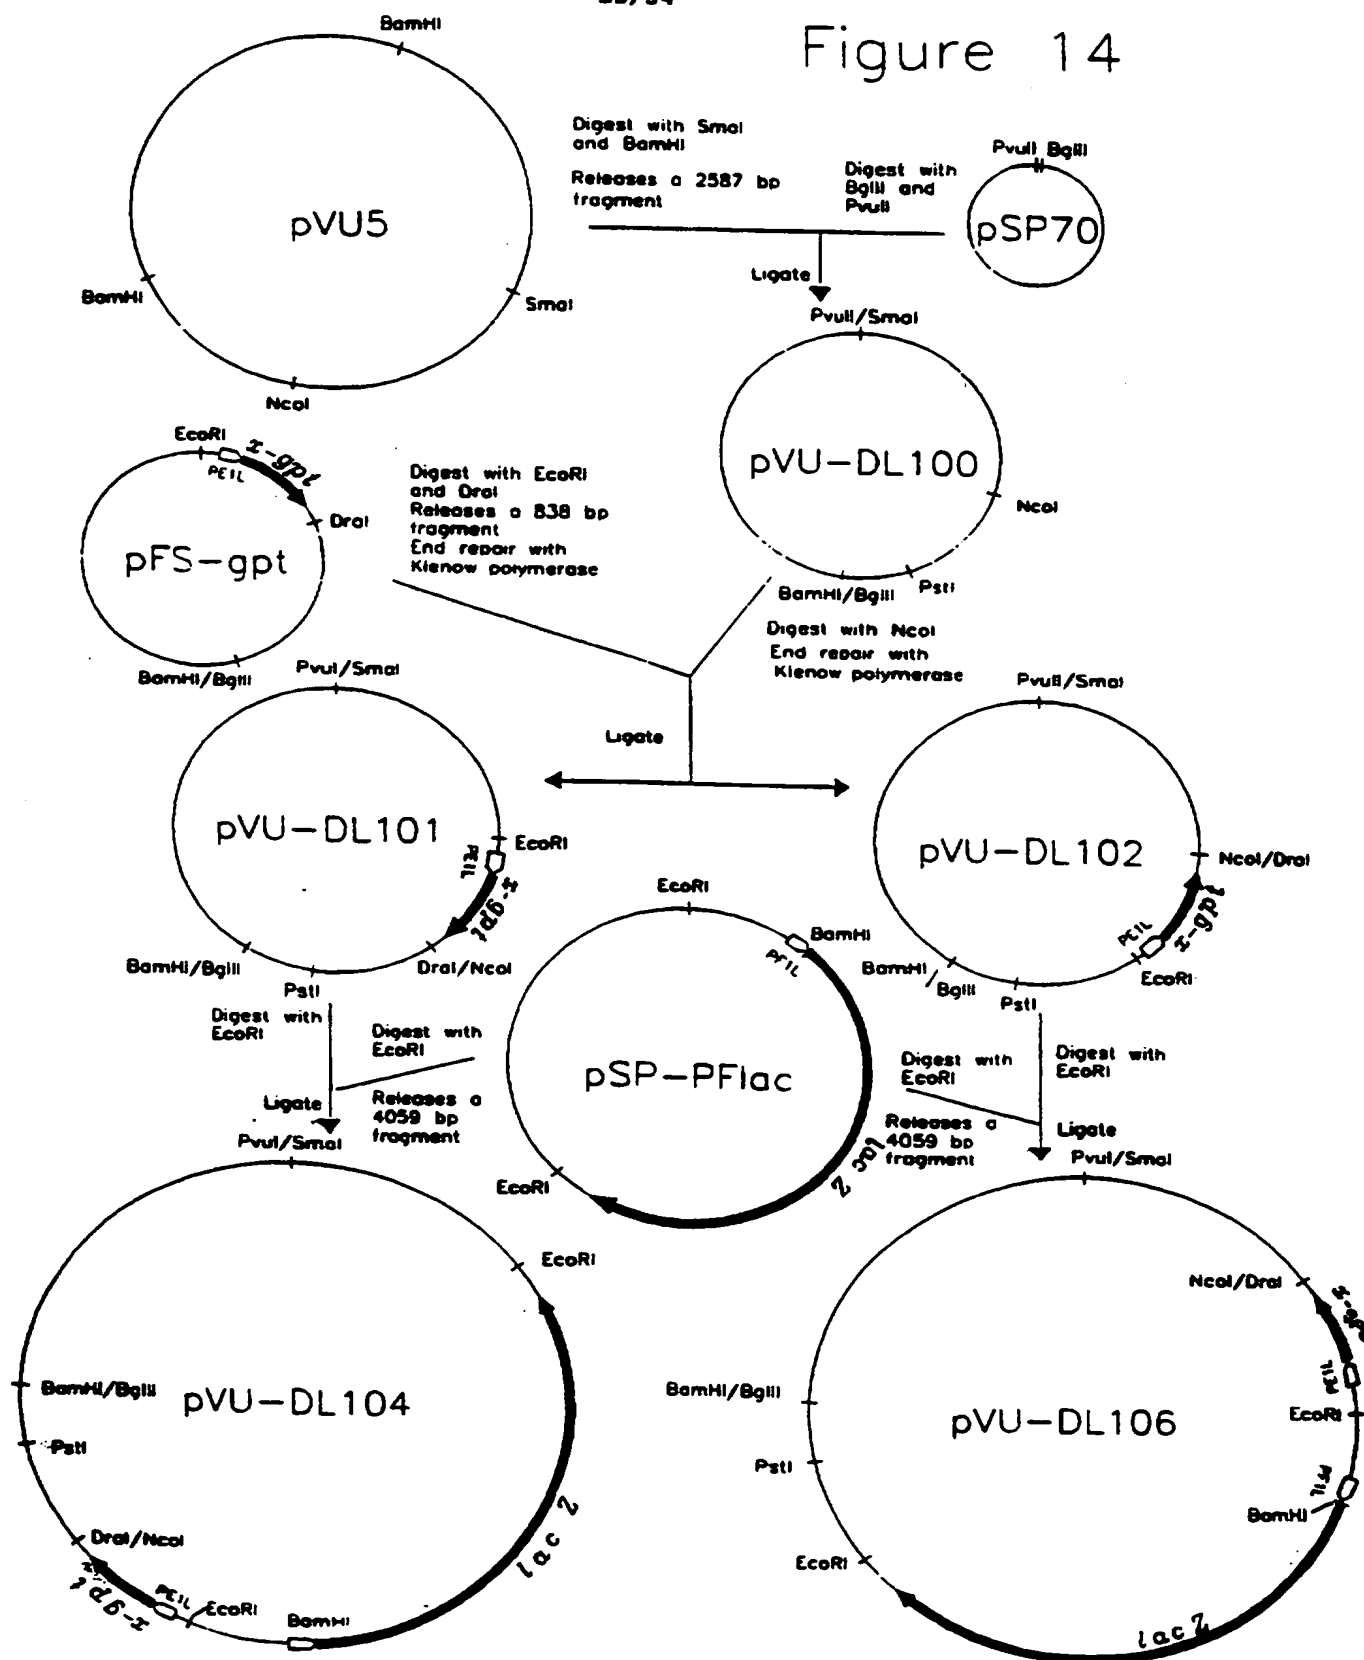 Figure 14
BamHI
pVU5
BamHI
SmaI
NcoI
Digest with SmaI
and BamHI
Releases a 2587 bp
fragment
Digest with
BglII and
PvuII
PvuII BglII
pSP70
Ligate
PvuII/SmaI
pVU-DL100
NcoI
PstI
BamHI/BglII
EcoRI
PE1L
x-gpt
DraI
pFS-gpt
BamHI/BglII
Digest with EcoRI
and DraI
Releases a 838 bp
fragment
End repair with
Klenow polymerase
Digest with NcoI
End repair with
Klenow polymerase
Ligate
PvuI/SmaI
pVU-DL101
EcoRI
PE1L
x-gpt
DraI/NcoI
PstI
BamHI/BglII
PvuII/SmaI
pVU-DL102
NcoI/DraI
x-gpt
PE1L
EcoRI
PstI
BamHI
/BglII
EcoRI
PF1L
BamHI
pSP-PFlac
lac Z
EcoRI
Digest with
EcoRI
Digest with
EcoRI
Ligate
Releases a
4059 bp
fragment
Digest with
EcoRI
Digest with
EcoRI
Releases a
4059 bp
fragment
Ligate
PvuI/SmaI
EcoRI
pVU-DL104
BamHI/BglII
PstI
DraI/NcoI
x-gpt
PE1L
EcoRI
BamHI
lac Z
PvuI/SmaI
NcoI/DraI
PE1L
EcoRI
PF1L
BamHI
pVU-DL106
BamHI/BglII
PstI
EcoRI
lac Z